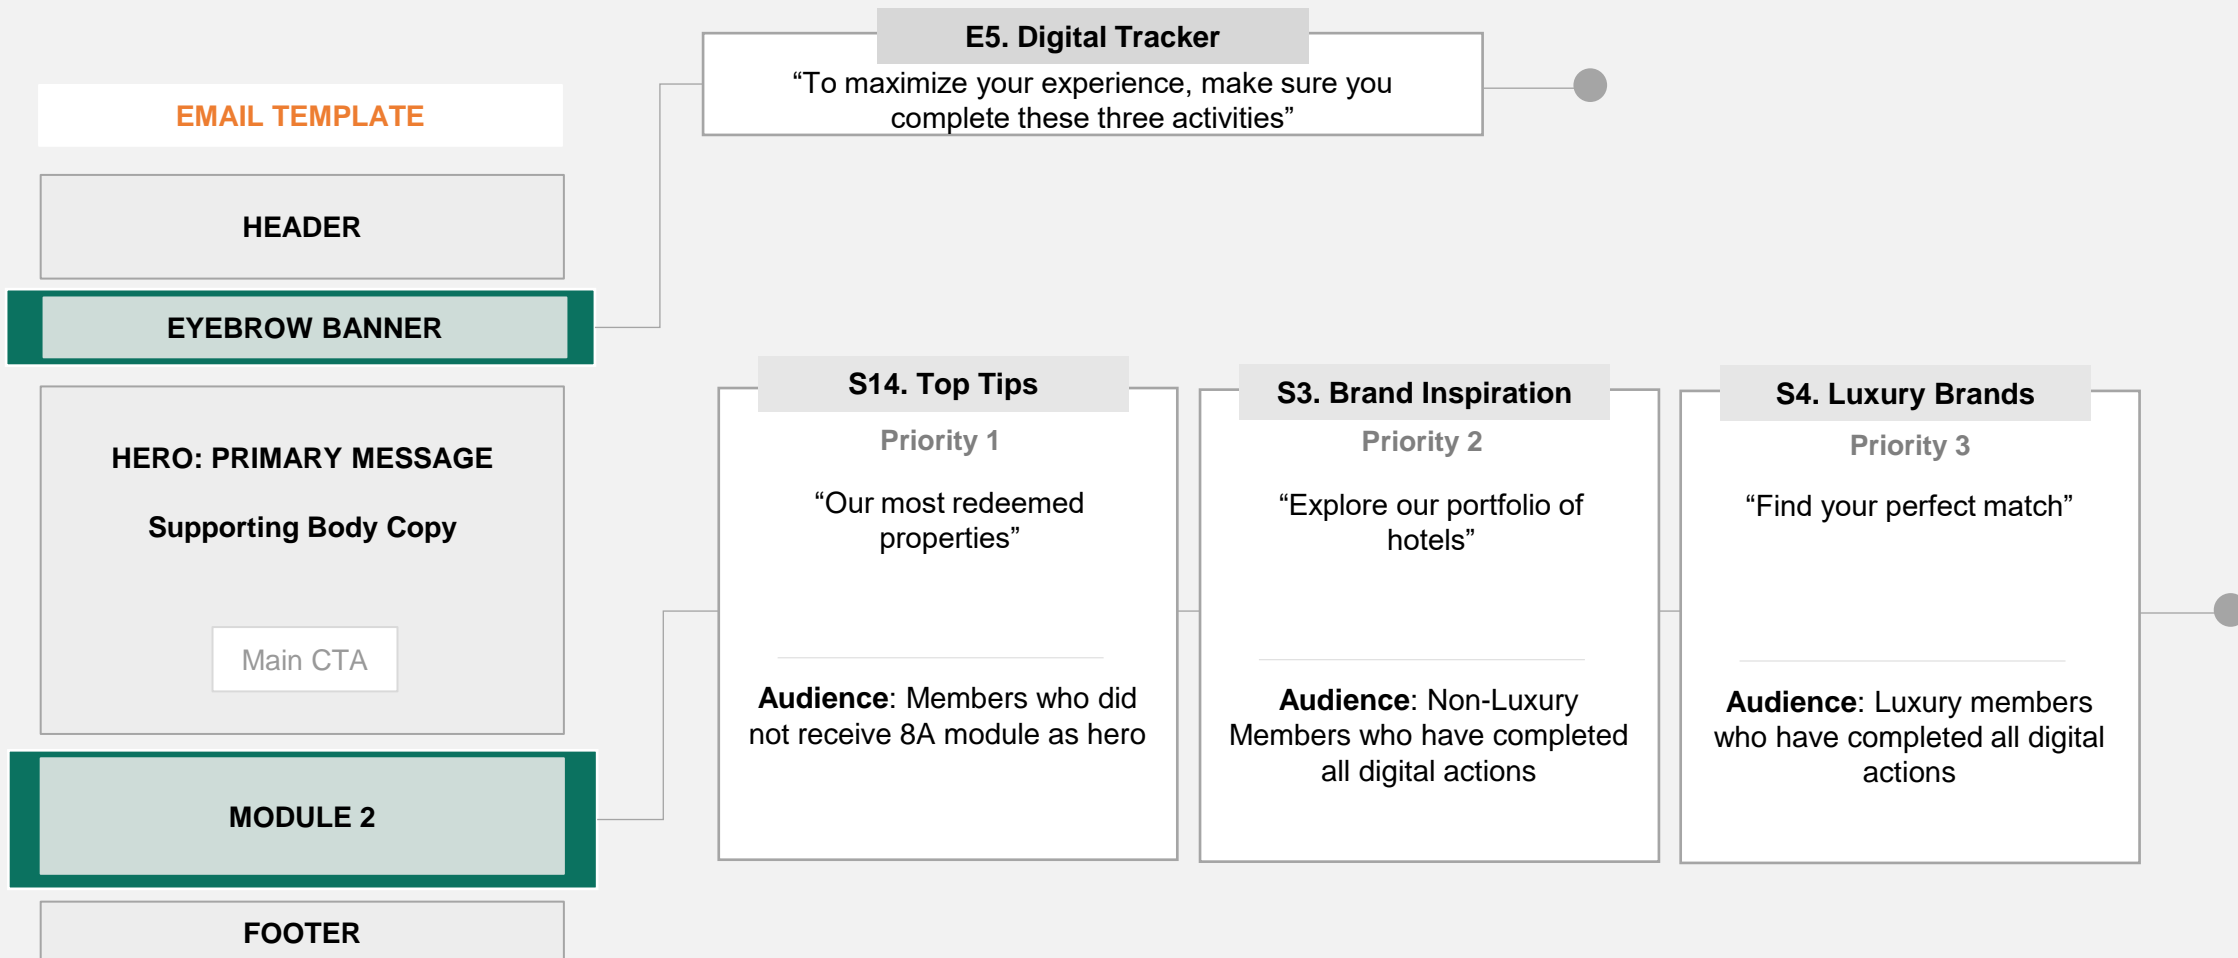 EMAIL TEMPLATE
HEADER
EYEBROW BANNER
HERO: PRIMARY MESSAGE
Supporting Body Copy
Main CTA
MODULE 2
FOOTER
E5. Digital Tracker
“To maximize your experience, make sure you
complete these three activities”
S14. Top Tips
Priority 1
“Our most redeemed
properties”
Audience: Members who did
not receive 8A module as hero
S3. Brand Inspiration
Priority 2
“Explore our portfolio of
hotels”
Audience: Non-Luxury
Members who have completed
all digital actions
S4. Luxury Brands
Priority 3
“Find your perfect match”
Audience: Luxury members
who have completed all digital
actions